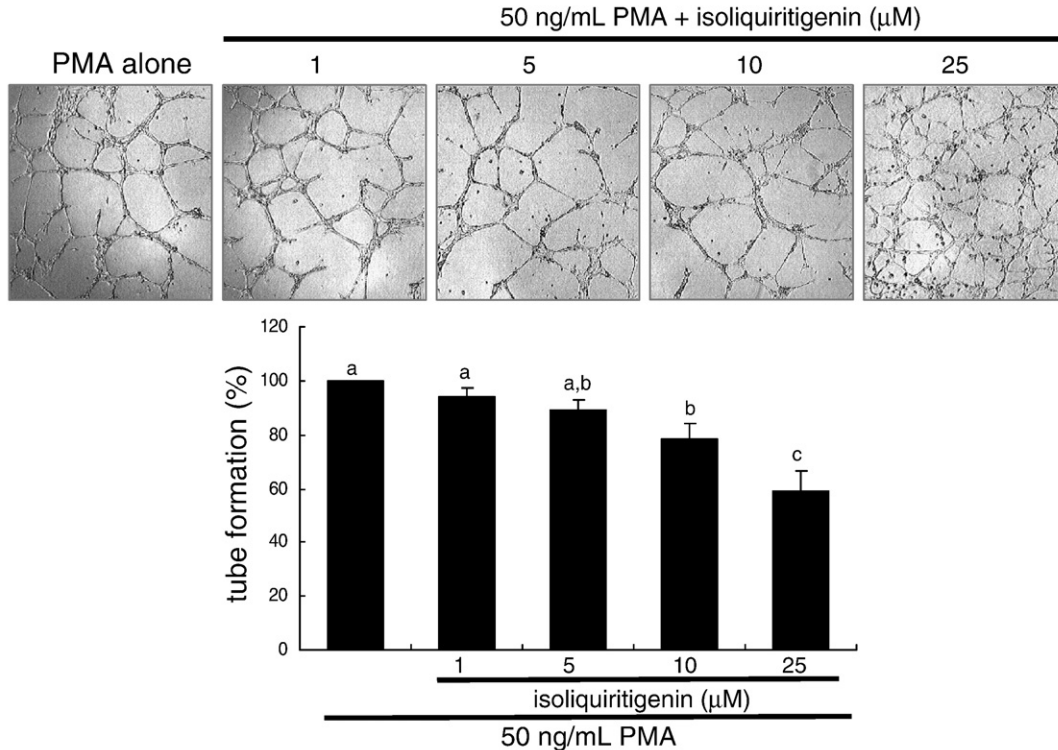 50 ng/mL PMA + isoliquiritigenin (μM)
PMA alone 1 5 10 25
120
100
80
60
40
20
0
tube formation (%)
a a a,b b c
1 5 10 25
isoliquiritigenin (μM)
50 ng/mL PMA